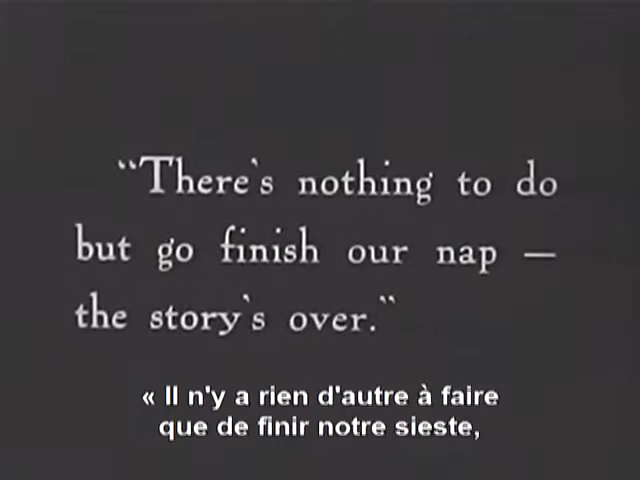 “There's nothing to do
but go finish our nap —
the story's over.”
« Il n'y a rien d'autre à faire
que de finir notre sieste,